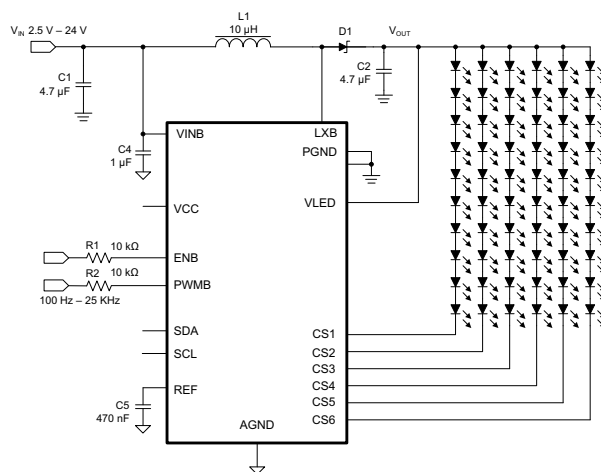 L1
V_IN 2.5 V – 24 V
10 µH
D1
V_OUT
C1
4.7 µF
C2
4.7 µF
VINB
LXB
C4
1 µF
PGND
VCC
VLED
R1
10 kΩ
ENB
R2
10 kΩ
PWMB
100 Hz – 25 KHz
SDA
CS1
SCL
CS2
CS3
REF
CS4
C5
470 nF
CS5
AGND
CS6